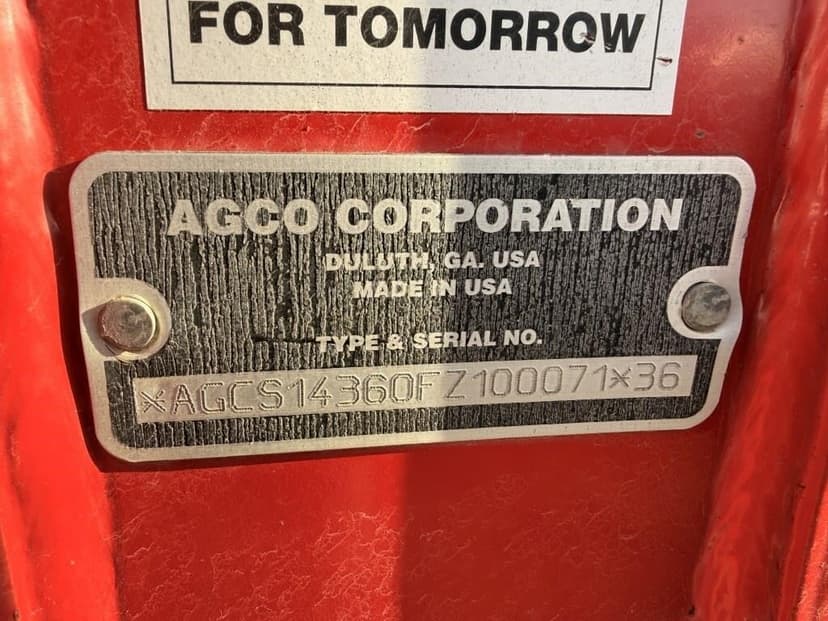 FOR TOMORROW
AGCO CORPORATION
DULUTH, GA. USA
MADE IN USA
TYPE & SERIAL NO.
*AGCS14360FZ100071*36